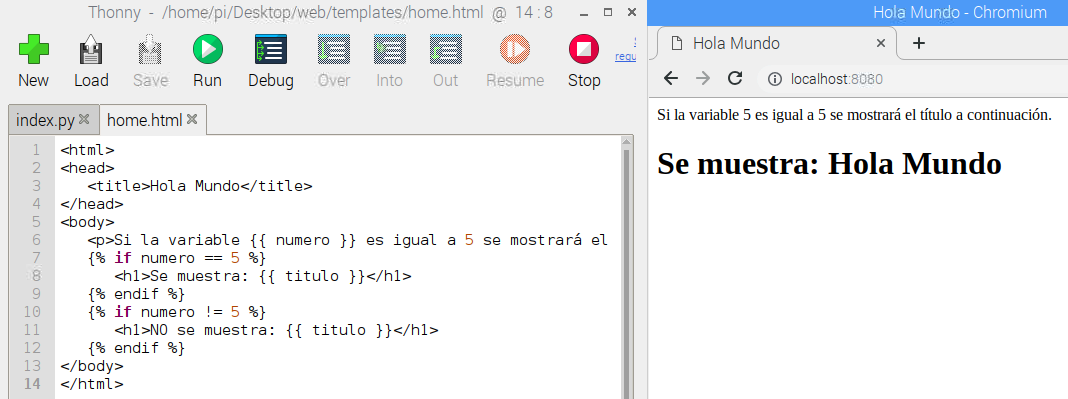 Thonny - /home/pi/Desktop/web/templates/home.html @ 14:8
New Load Save Run Debug Over Into Out Resume Stop
requ
index.py home.html
1 <html>
2 <head>
3 <title>Hola Mundo</title>
4 </head>
5 <body>
6 <p>Si la variable {{ numero }} es igual a 5 se mostrará el
7 {% if numero == 5 %}
8 <h1>Se muestra: {{ titulo }}</h1>
9 {% endif %}
10 {% if numero != 5 %}
11 <h1>NO se muestra: {{ titulo }}</h1>
12 {% endif %}
13 </body>
14 </html>
Hola Mundo - Chromium
Hola Mundo
localhost:8080
Si la variable 5 es igual a 5 se mostrará el título a continuación.
Se muestra: Hola Mundo